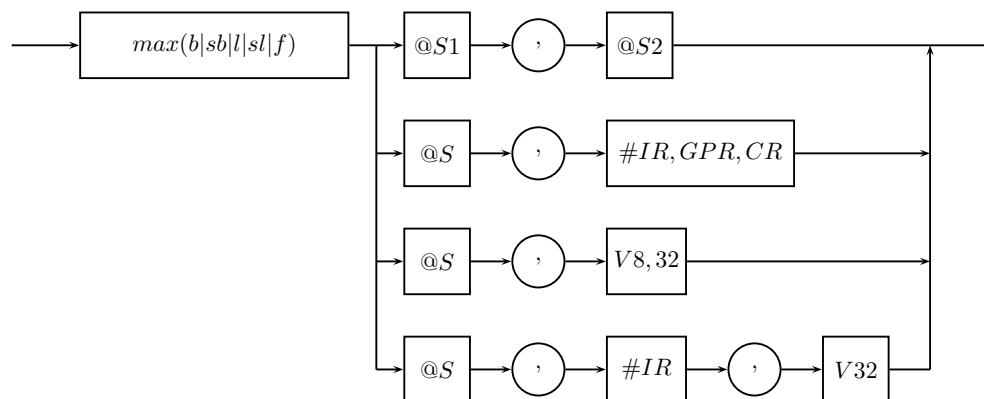 max(b|sb|l|sl|f) @S1 , @S2
@S , #IR, GPR, CR
@S , V8, 32
@S , #IR , V32